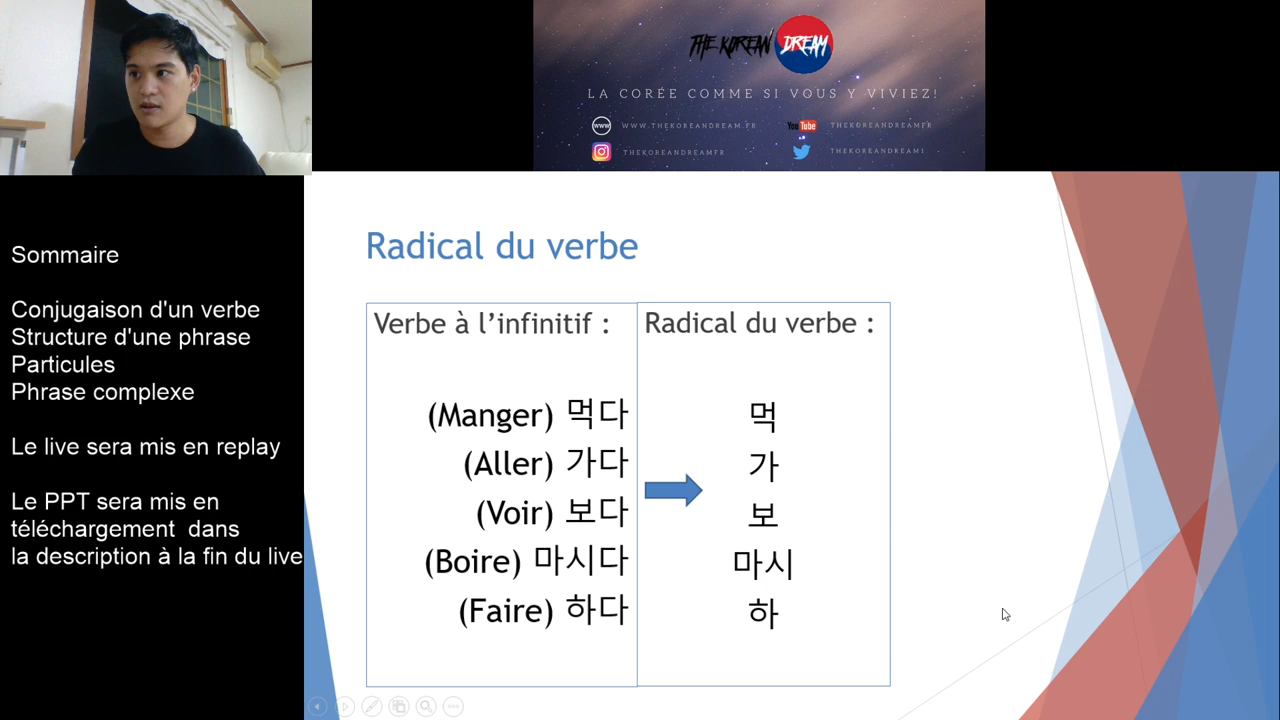 THE KOREAN DREAM
LA CORÉE COMME SI VOUS Y VIVIEZ!
WWW WWW.THEKOREANDREAM.FR
You Tube THEKOREANDREAMFR
THEKOREANDREAMFR
THEKOREANDREAM1
Sommaire
Conjugaison d'un verbe
Structure d'une phrase
Particules
Phrase complexe
Le live sera mis en replay
Le PPT sera mis en
téléchargement dans
la description à la fin du live
Radical du verbe
Verbe à l’infinitif :
(Manger) 먹다
(Aller) 가다
(Voir) 보다
(Boire) 마시다
(Faire) 하다
Radical du verbe :
먹
가
보
마시
하